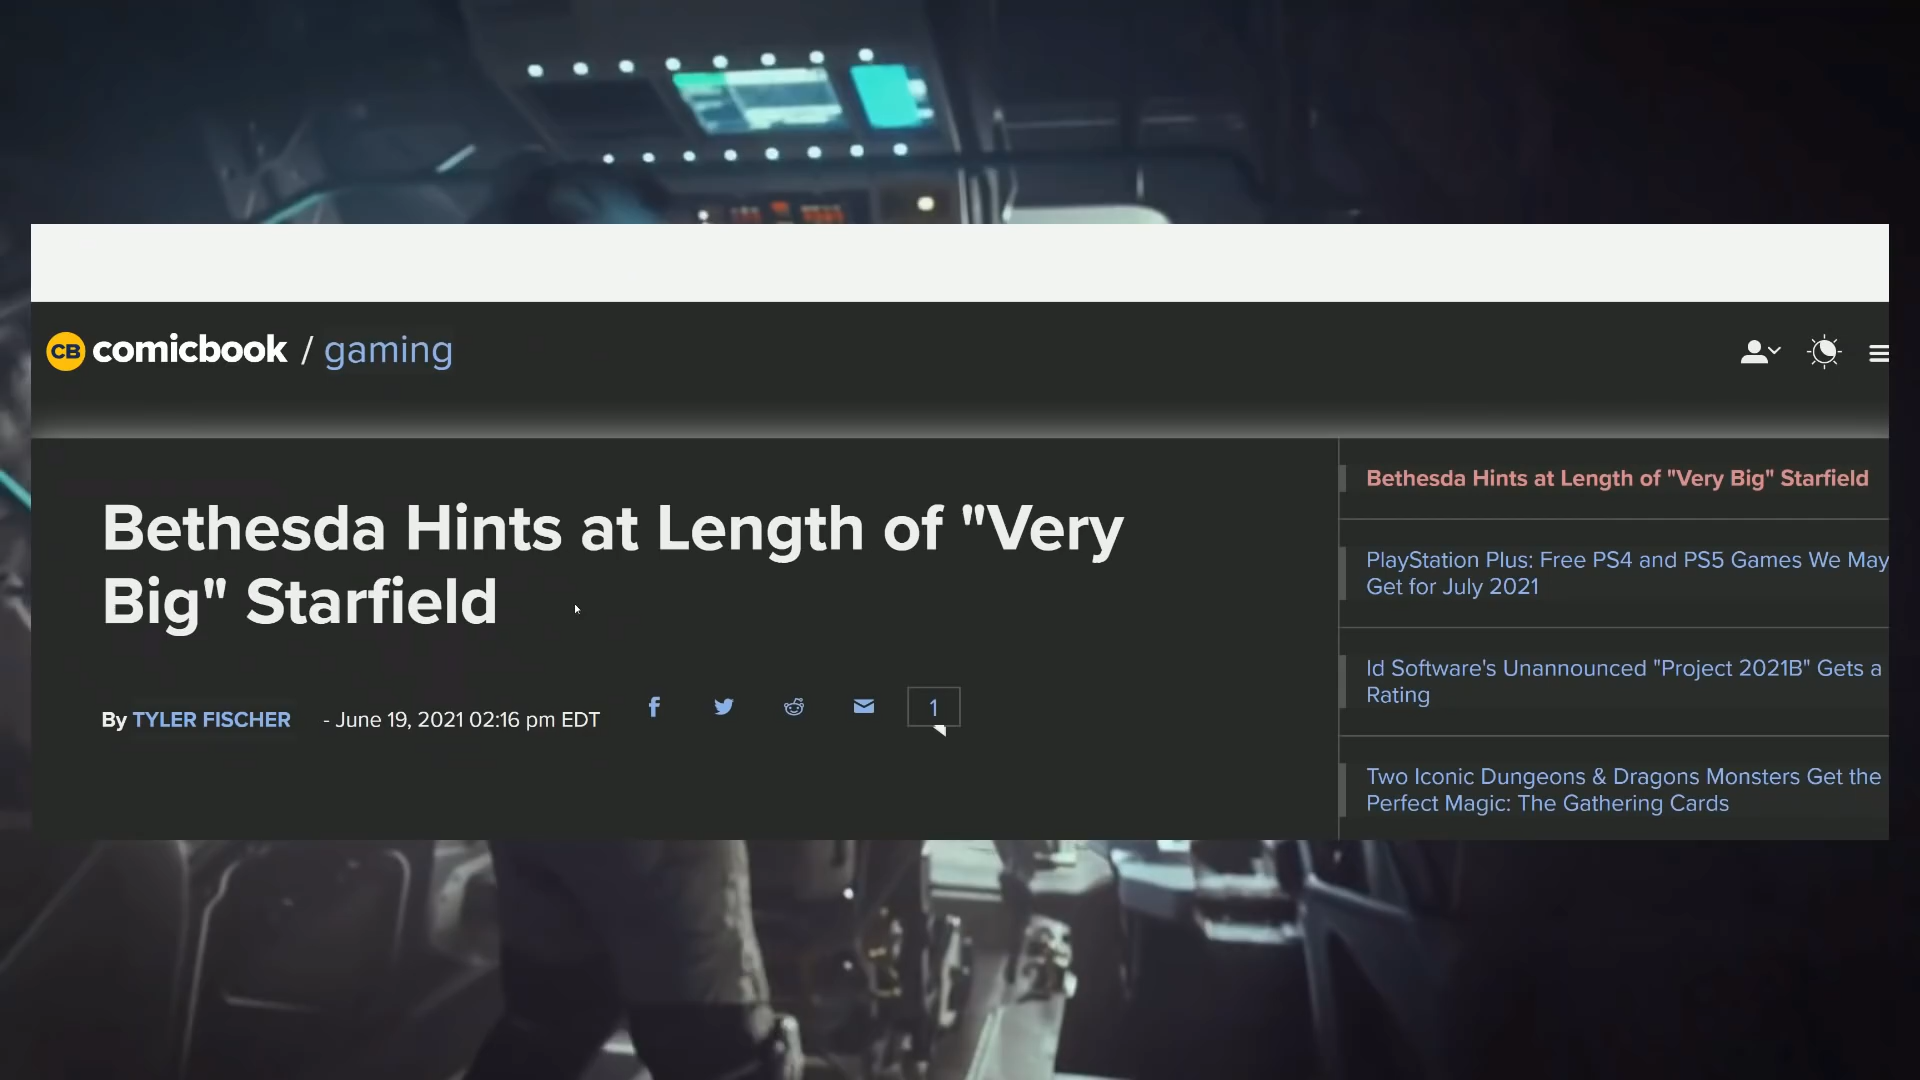 CB comicbook / gaming
Bethesda Hints at Length of "Very
Big" Starfield
By TYLER FISCHER - June 19, 2021 02:16 pm EDT
1
Bethesda Hints at Length of "Very Big" Starfield
PlayStation Plus: Free PS4 and PS5 Games We May
Get for July 2021
Id Software's Unannounced "Project 2021B" Gets a
Rating
Two Iconic Dungeons & Dragons Monsters Get the
Perfect Magic: The Gathering Cards